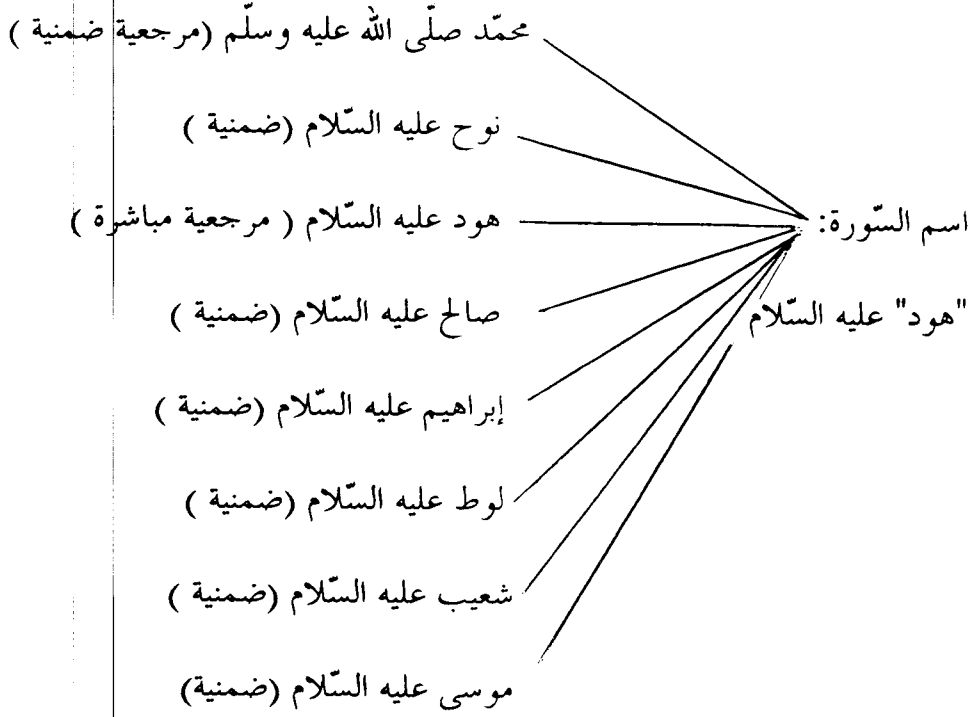 محمّد صلّى الله عليه وسلّم (مرجعية ضمنية )
نوح عليه السّلام (ضمنية )
هود عليه السّلام ( مرجعية مباشرة )
اسم السّورة:
صالح عليه السّلام (ضمنية )
"هود" عليه السّلام
إبراهيم عليه السّلام (ضمنية )
لوط عليه السّلام (ضمنية )
شعيب عليه السّلام (ضمنية )
موسى عليه السّلام (ضمنية)